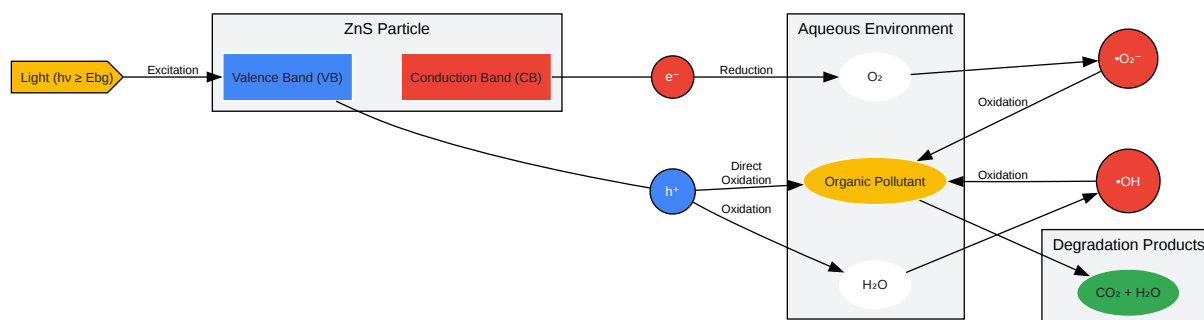 ZnS Particle
Aqueous Environment
Light (hν ≥ Ebg)
Excitation
Valence Band (VB)
Conduction Band (CB)
e⁻
Reduction
O₂
•O₂⁻
Oxidation
Direct
Oxidation
h⁺
Organic Pollutant
Oxidation
•OH
Oxidation
H₂O
Degradation Products
CO₂ + H₂O